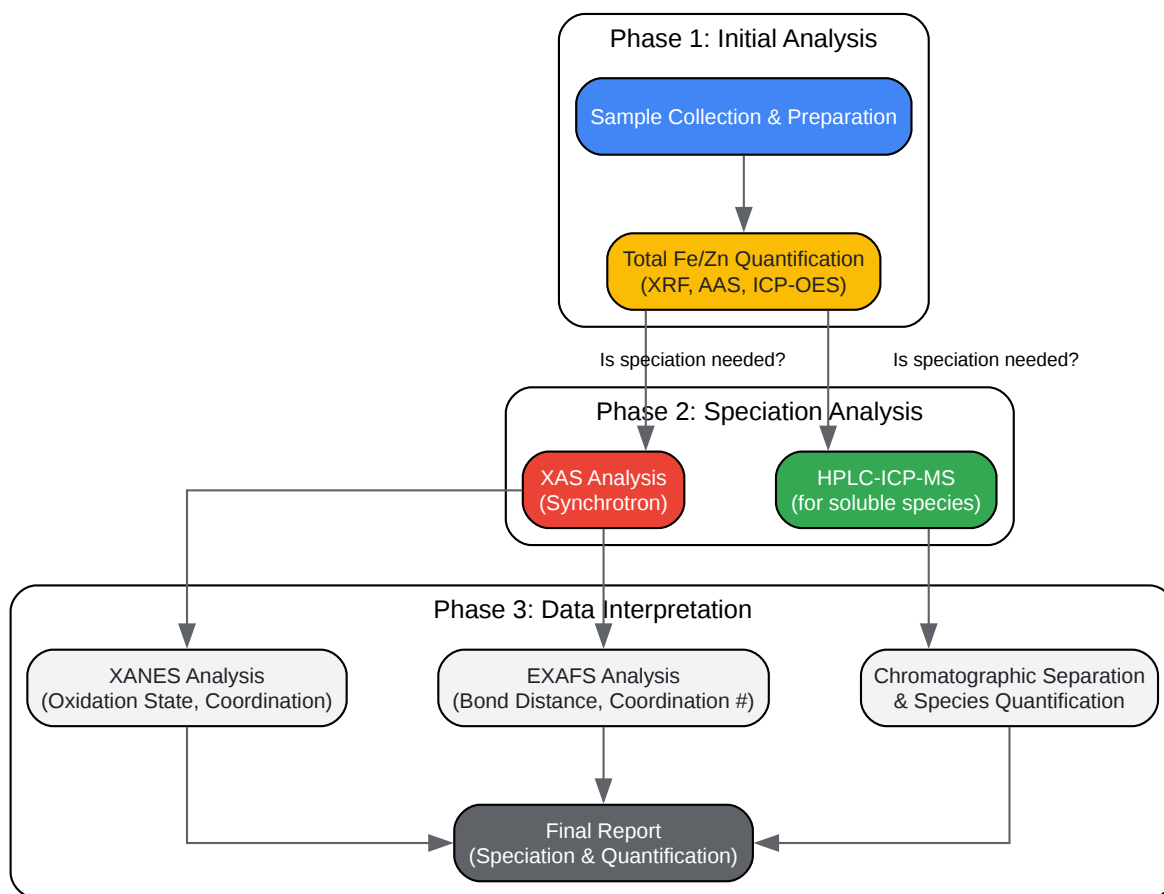 Phase 1: Initial Analysis
Sample Collection & Preparation
Total Fe/Zn Quantification
(XRF, AAS, ICP-OES)
Is speciation needed?
Is speciation needed?
Phase 2: Speciation Analysis
XAS Analysis
(Synchrotron)
HPLC-ICP-MS
(for soluble species)
Phase 3: Data Interpretation
XANES Analysis
(Oxidation State, Coordination)
EXAFS Analysis
(Bond Distance, Coordination #)
Chromatographic Separation
& Species Quantification
Final Report
(Speciation & Quantification)